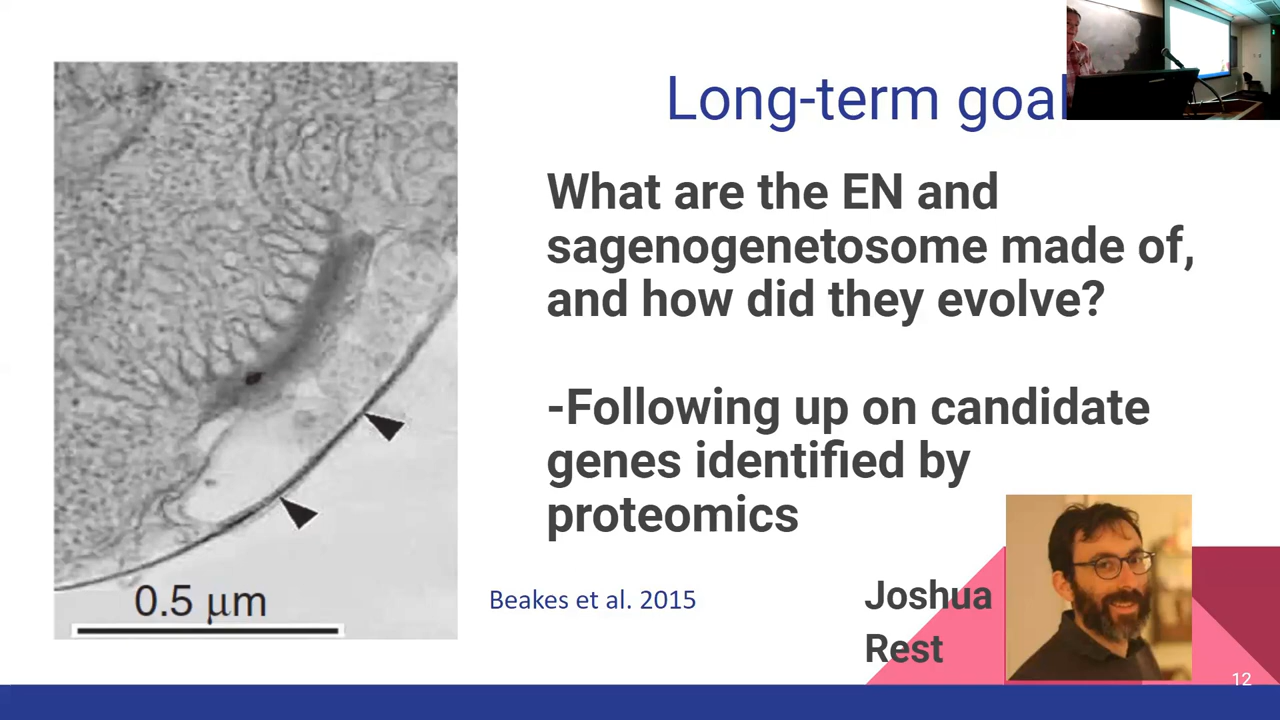 Long-term goal
What are the EN and
sagenogenetosome made of,
and how did they evolve?
-Following up on candidate
genes identified by
proteomics
0.5 μm
Beakes et al. 2015
Joshua
Rest
12